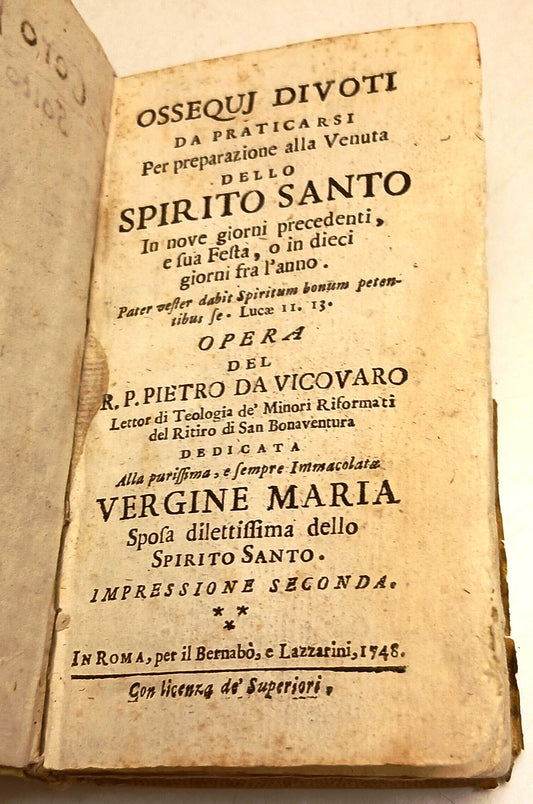 OSSEQUJ DIVOTI
DA PRATICARSI
Per preparazione alla Venuta
DELLO
SPIRITO SANTO
In nove giorni precedenti,
e ſua Feſta, o in dieci
giorni fra l'anno.
Pater veſter dabit Spiritum bonum peten-
tibus ſe. Lucæ 11. 13.
OPERA
DEL
R. P. PIETRO DA VICOVARO
Lettor di Teologia de' Minori Riformati
del Ritiro di San Bonaventura
DEDICATA
Alla puriſſima, e ſempre Immacolatæ
VERGINE MARIA
Spoſa dilettiſſima dello
SPIRITO SANTO.
IMPRESSIONE SECONDA.
* *
*
IN ROMA, per il Bernabò, e Lazzarini, 1748.
Con licenza de' Superiori,